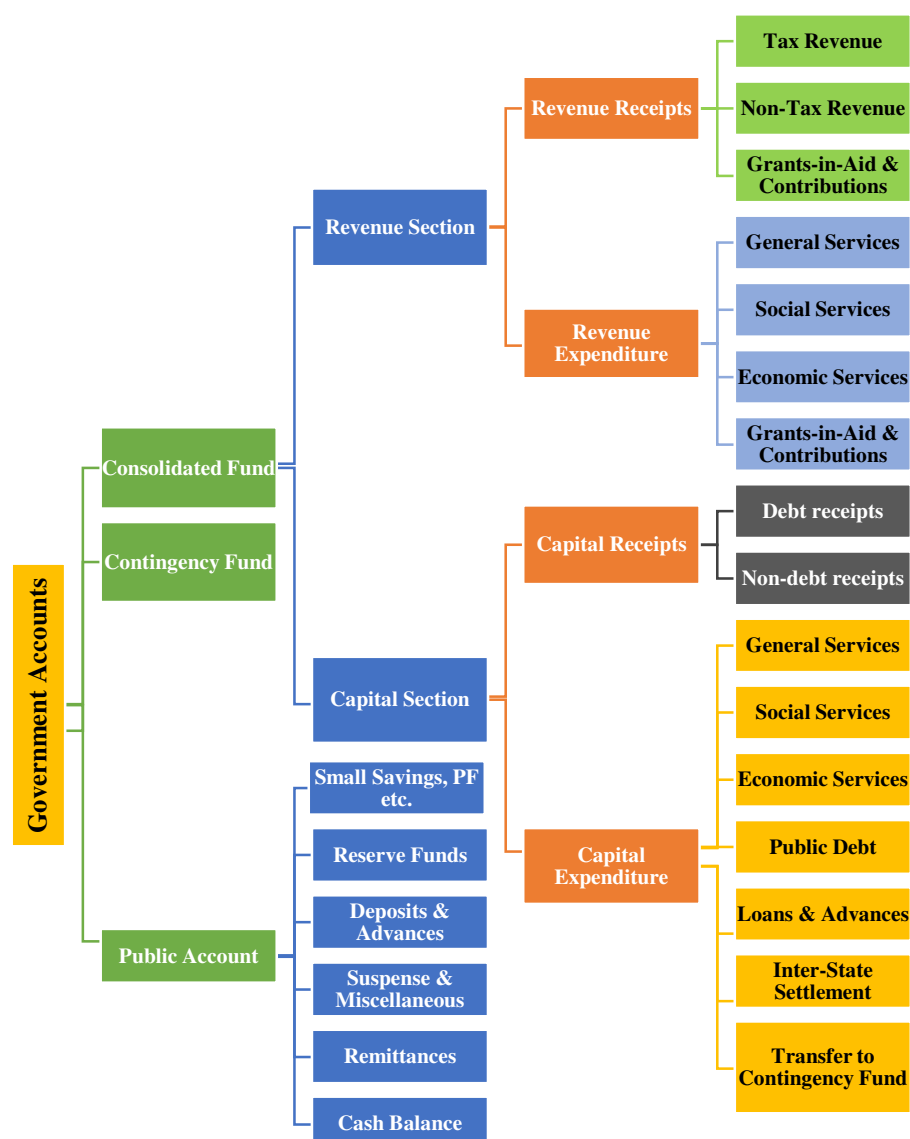 Government Accounts
Consolidated Fund
Contingency Fund
Public Account
Revenue Section
Capital Section
Small Savings, PF
etc.
Reserve Funds
Deposits &
Advances
Suspense &
Miscellaneous
Remittances
Cash Balance
Revenue Receipts
Revenue
Expenditure
Capital Receipts
Capital
Expenditure
Tax Revenue
Non-Tax Revenue
Grants-in-Aid &
Contributions
General Services
Social Services
Economic Services
Grants-in-Aid &
Contributions
Debt receipts
Non-debt receipts
General Services
Social Services
Economic Services
Public Debt
Loans & Advances
Inter-State
Settlement
Transfer to
Contingency Fund